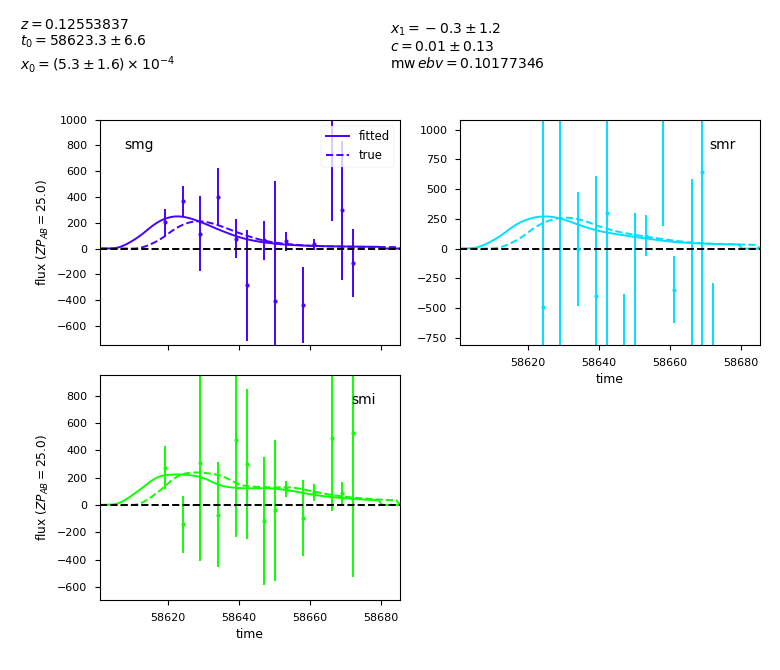 z = 0.12553837
t₀ = 58623.3 ± 6.6
x₀ = (5.3 ± 1.6) × 10⁻⁴
x₁ = −0.3 ± 1.2
c = 0.01 ± 0.13
mw ebv = 0.10177346
smg
fitted
true
1000
800
600
400
200
0
−200
−400
−600
flux (ZP_AB = 25.0)
smr
1000
750
500
250
0
−250
−500
−750
58620
58640
58660
58680
time
smi
800
600
400
200
0
−200
−400
−600
flux (ZP_AB = 25.0)
58620
58640
58660
58680
time